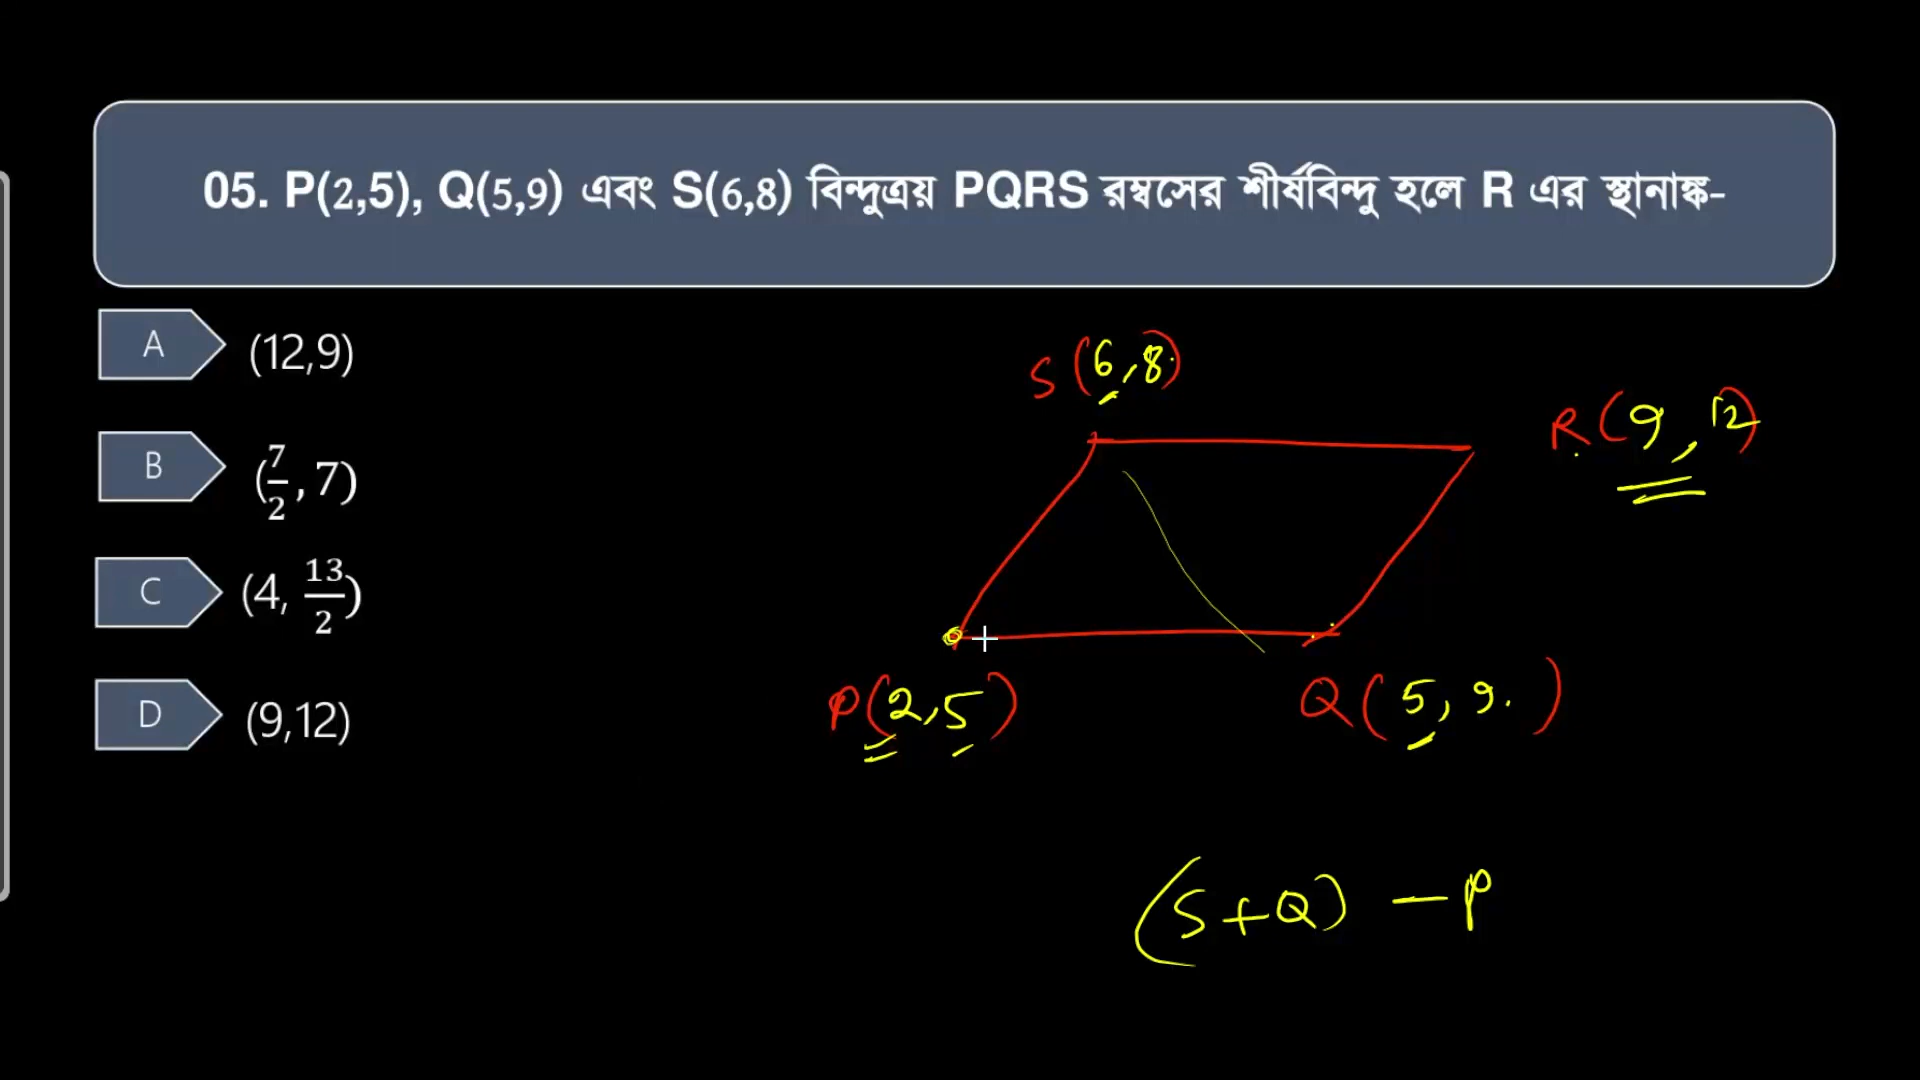 05. P(2,5), Q(5,9) এবং S(6,8) বিন্দুত্রয় PQRS রম্বসের শীর্ষবিন্দু হলে R এর স্থানাঙ্ক-
A (12,9)
B (7/2, 7)
C (4, 13/2)
D (9,12)
S (6,8)
R (9, 12)
P(2,5)
Q (5, 9)
(S+Q) – P